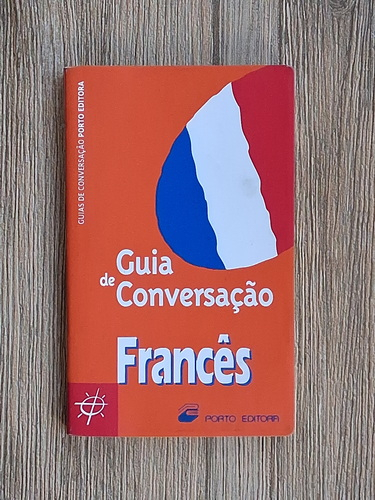 GUIAS DE CONVERSAÇÃO PORTO EDITORA
Guia
de Conversação
Francês
PORTO EDITORA